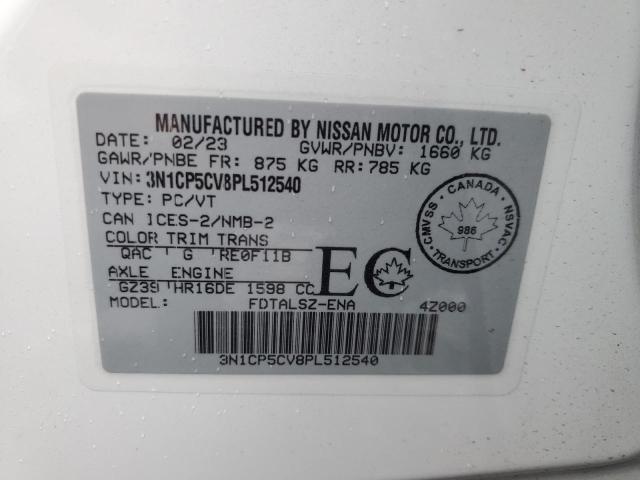 MANUFACTURED BY NISSAN MOTOR CO., LTD.
DATE: 02/23 GVWR/PNBV: 1660 KG
GAWR/PNBE FR: 875 KG RR: 785 KG
VIN: 3N1CP5CV8PL512540
TYPE: PC/VT
CAN ICES-2/NMB-2
COLOR TRIM TRANS
QAC G RE0F11B
AXLE ENGINE
GZ39 HR16DE 1598 CC
EC
MODEL: FDTALSZ-ENA 4Z000
3N1CP5CV8PL512540
CANADA
CMVSS
NSVAC
986
TRANSPORT